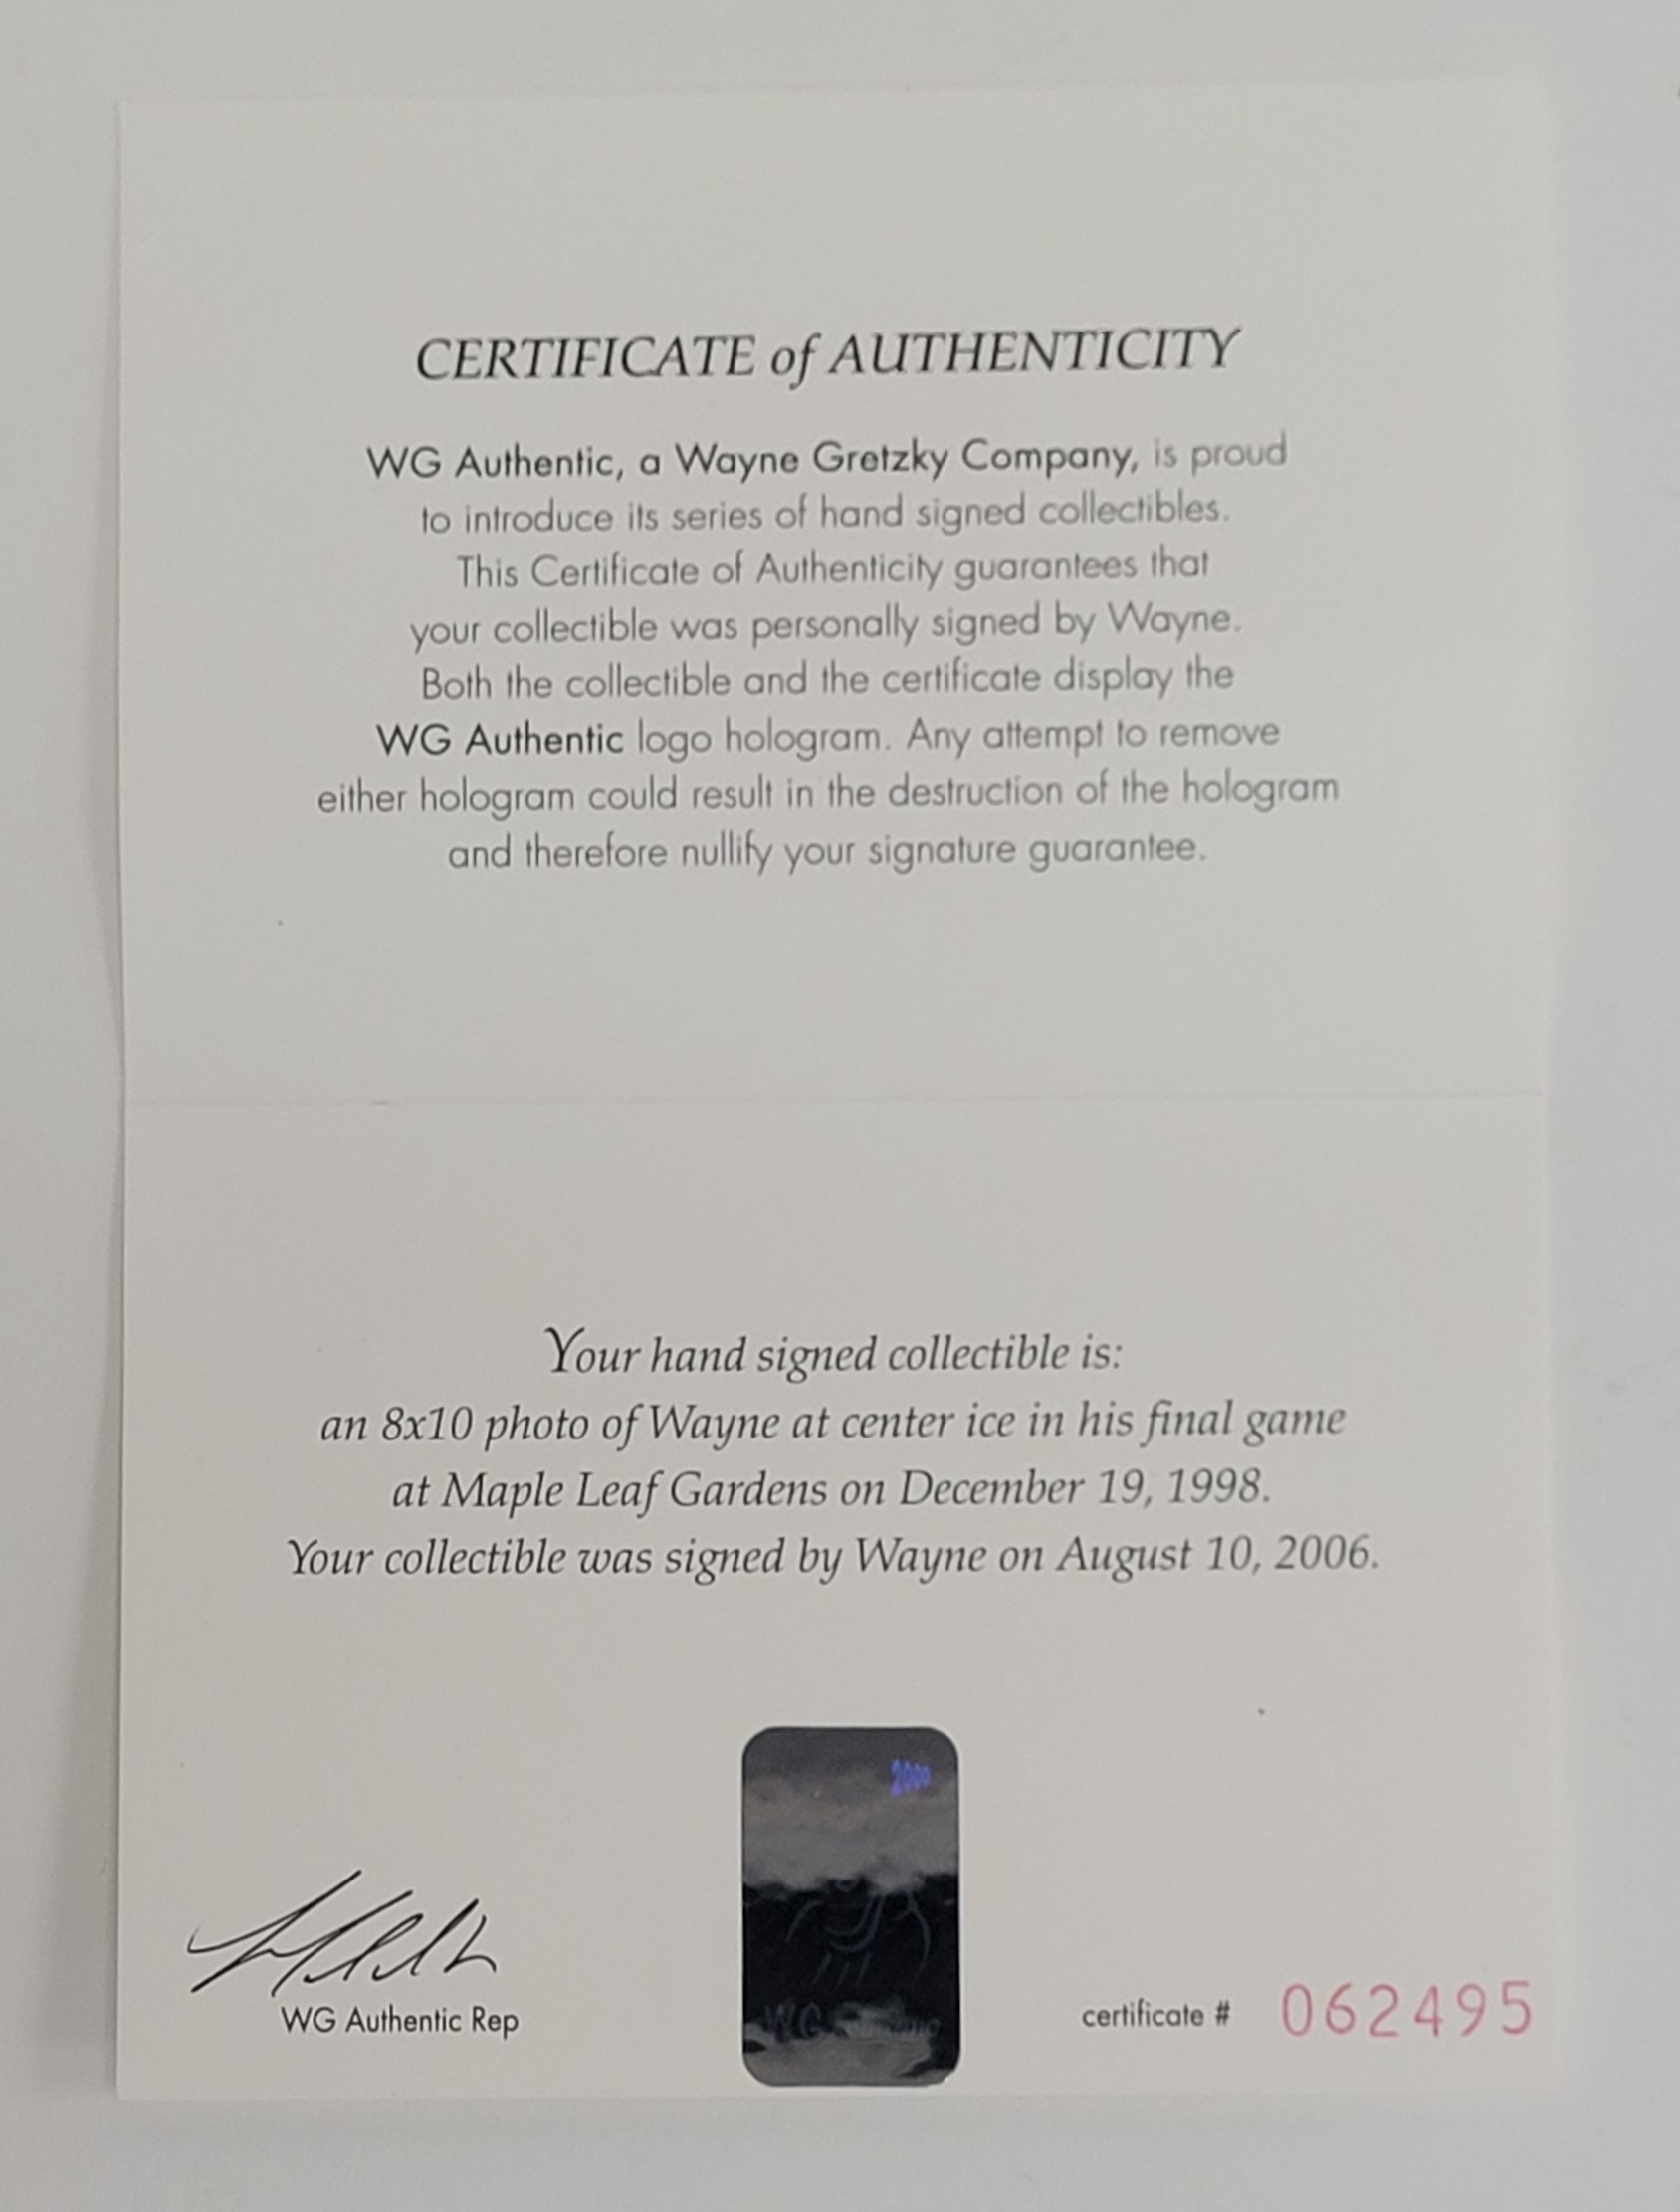 CERTIFICATE of AUTHENTICITY
WG Authentic, a Wayne Gretzky Company, is proud
to introduce its series of hand signed collectibles.
This Certificate of Authenticity guarantees that
your collectible was personally signed by Wayne.
Both the collectible and the certificate display the
WG Authentic logo hologram. Any attempt to remove
either hologram could result in the destruction of the hologram
and therefore nullify your signature guarantee.
Your hand signed collectible is:
an 8x10 photo of Wayne at center ice in his final game
at Maple Leaf Gardens on December 19, 1998.
Your collectible was signed by Wayne on August 10, 2006.
2000
WG
WG Authentic Rep
certificate # 062495